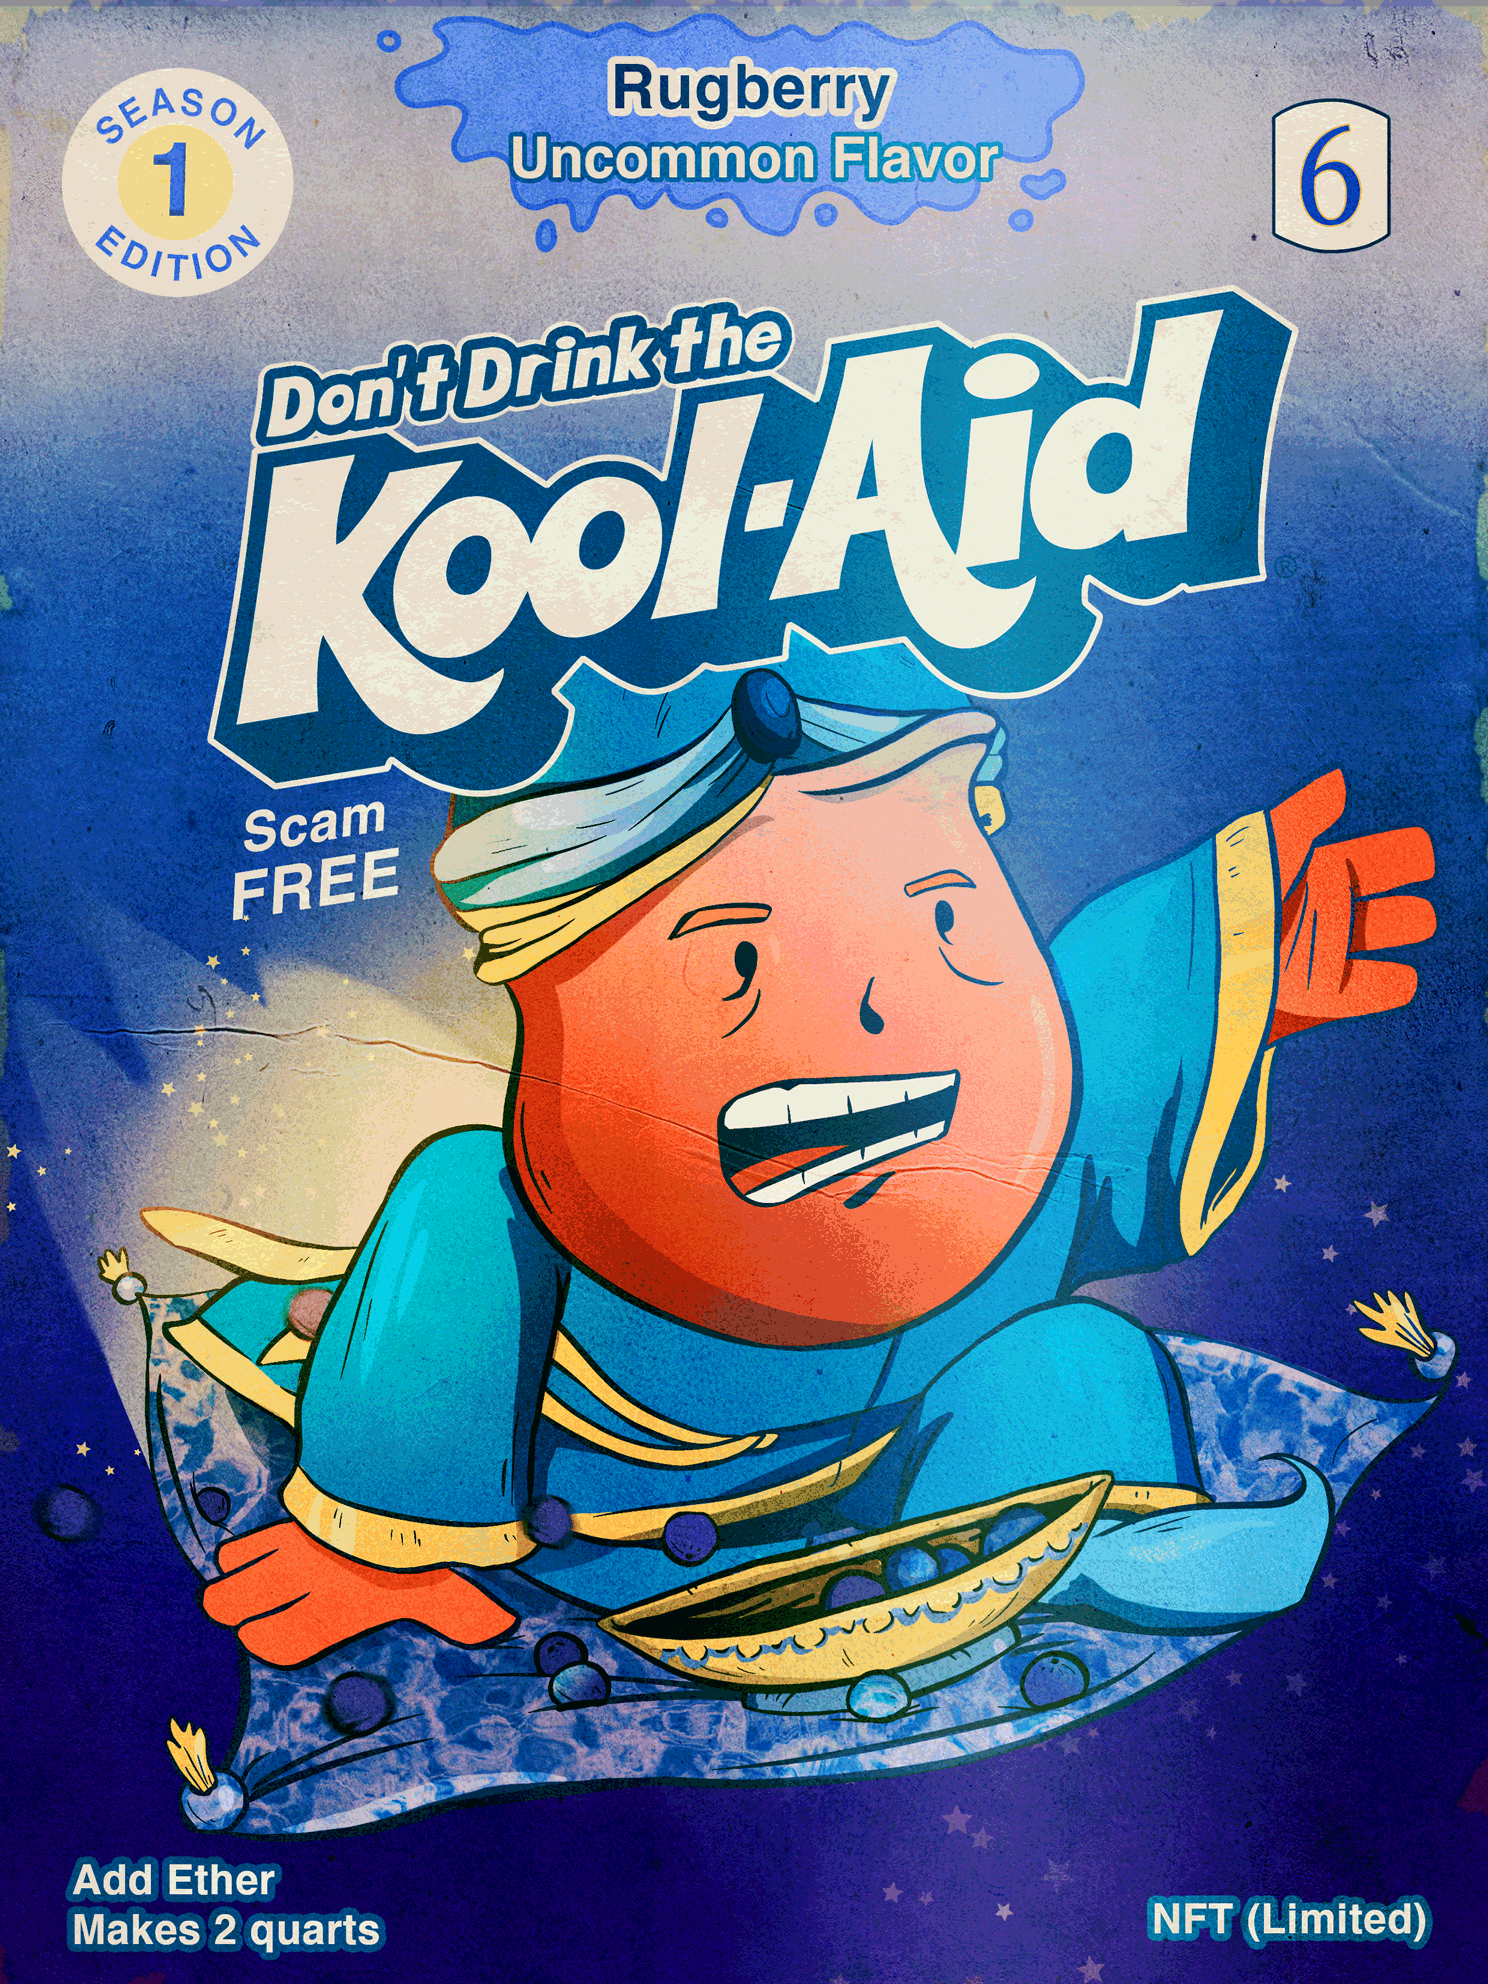 SEASON
1
EDITION
Rugberry
Uncommon Flavor
6
Don't Drink the
Kool-Aid
®
Scam
FREE
Add Ether
Makes 2 quarts
NFT (Limited)